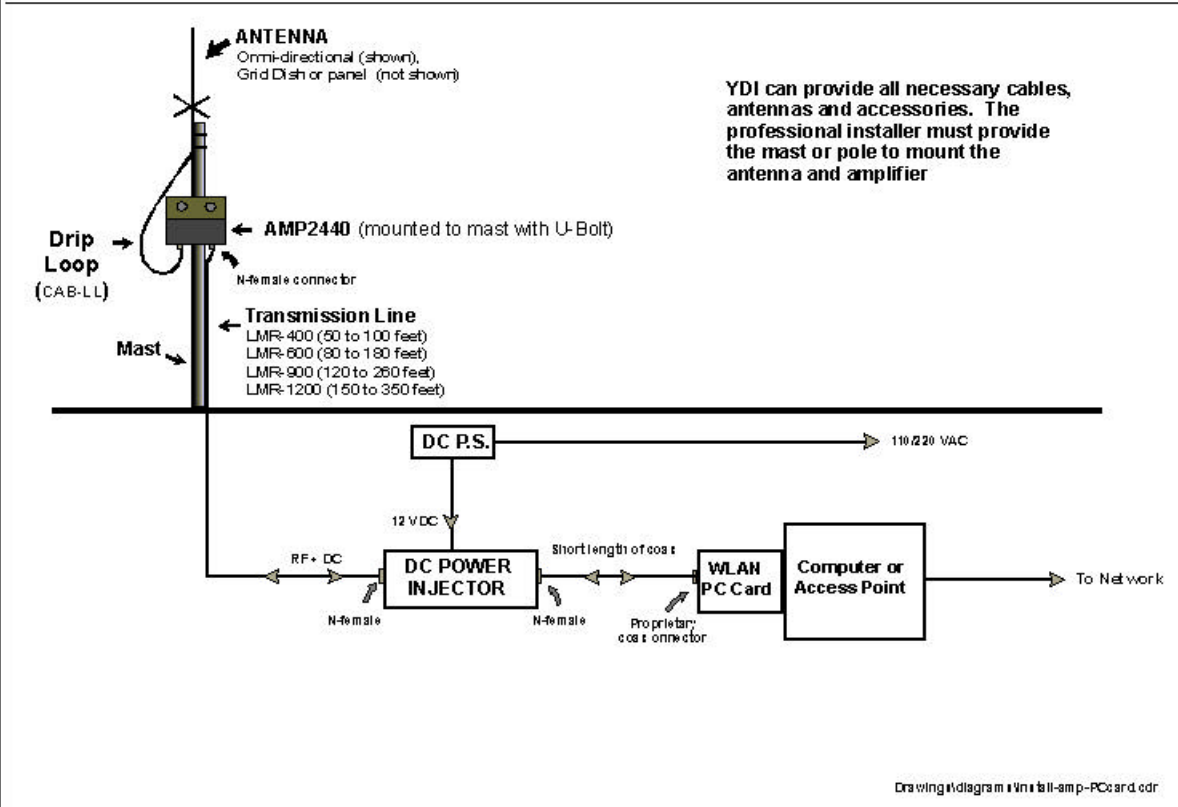 ANTENNA
Omni-directional (shown),
Grid Dish or panel (not shown)
YDI can provide all necessary cables,
antennas and accessories. The
professional installer must provide
the mast or pole to mount the
antenna and amplifier
AMP2440 (mounted to mast with U-Bolt)
Drip
Loop
(CAB-LL)
N-female connector
Transmission Line
LMR-400 (50 to 100 feet)
LMR-600 (80 to 180 feet)
LMR-900 (120 to 260 feet)
LMR-1200 (150 to 350 feet)
Mast
DC P.S.
110/220 VAC
12 VDC
RF + DC
DC POWER
INJECTOR
Short length of coax
WLAN
PC Card
Computer or
Access Point
To Network
N-female
N-female
Proprietary
coax onnector
Drawings\diagrams\install-amp-PCcard.cdr